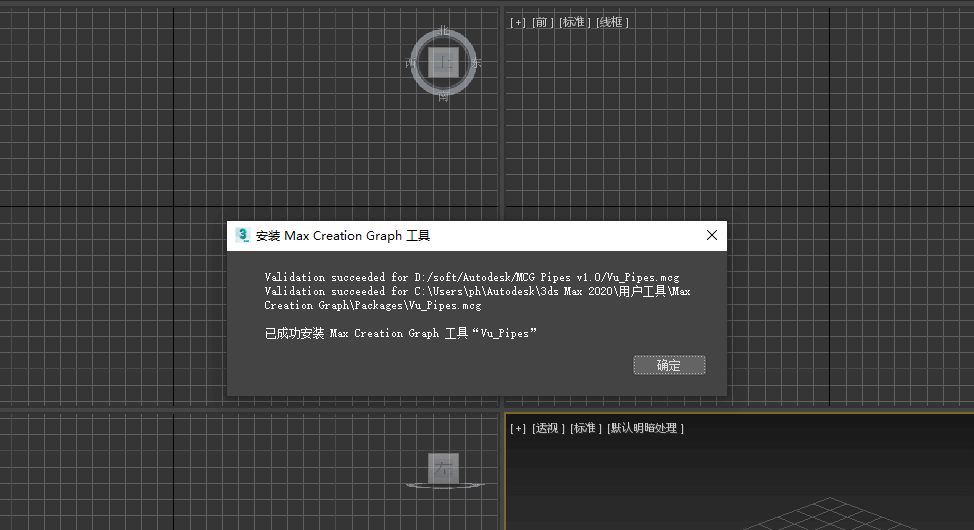 北
西
上
东
南
[+] [前] [标准] [线框]
安装 Max Creation Graph 工具
Validation succeeded for D:/soft/Autodesk/MCG Pipes v1.0/Vu_Pipes.mcg
Validation succeeded for C:\Users\ph\Autodesk\3ds Max 2020\用户工具\Max
Creation Graph\Packages\Vu_Pipes.mcg
已成功安装 Max Creation Graph 工具“Vu_Pipes”
确定
[+] [透视] [标准] [默认明暗处理]
左